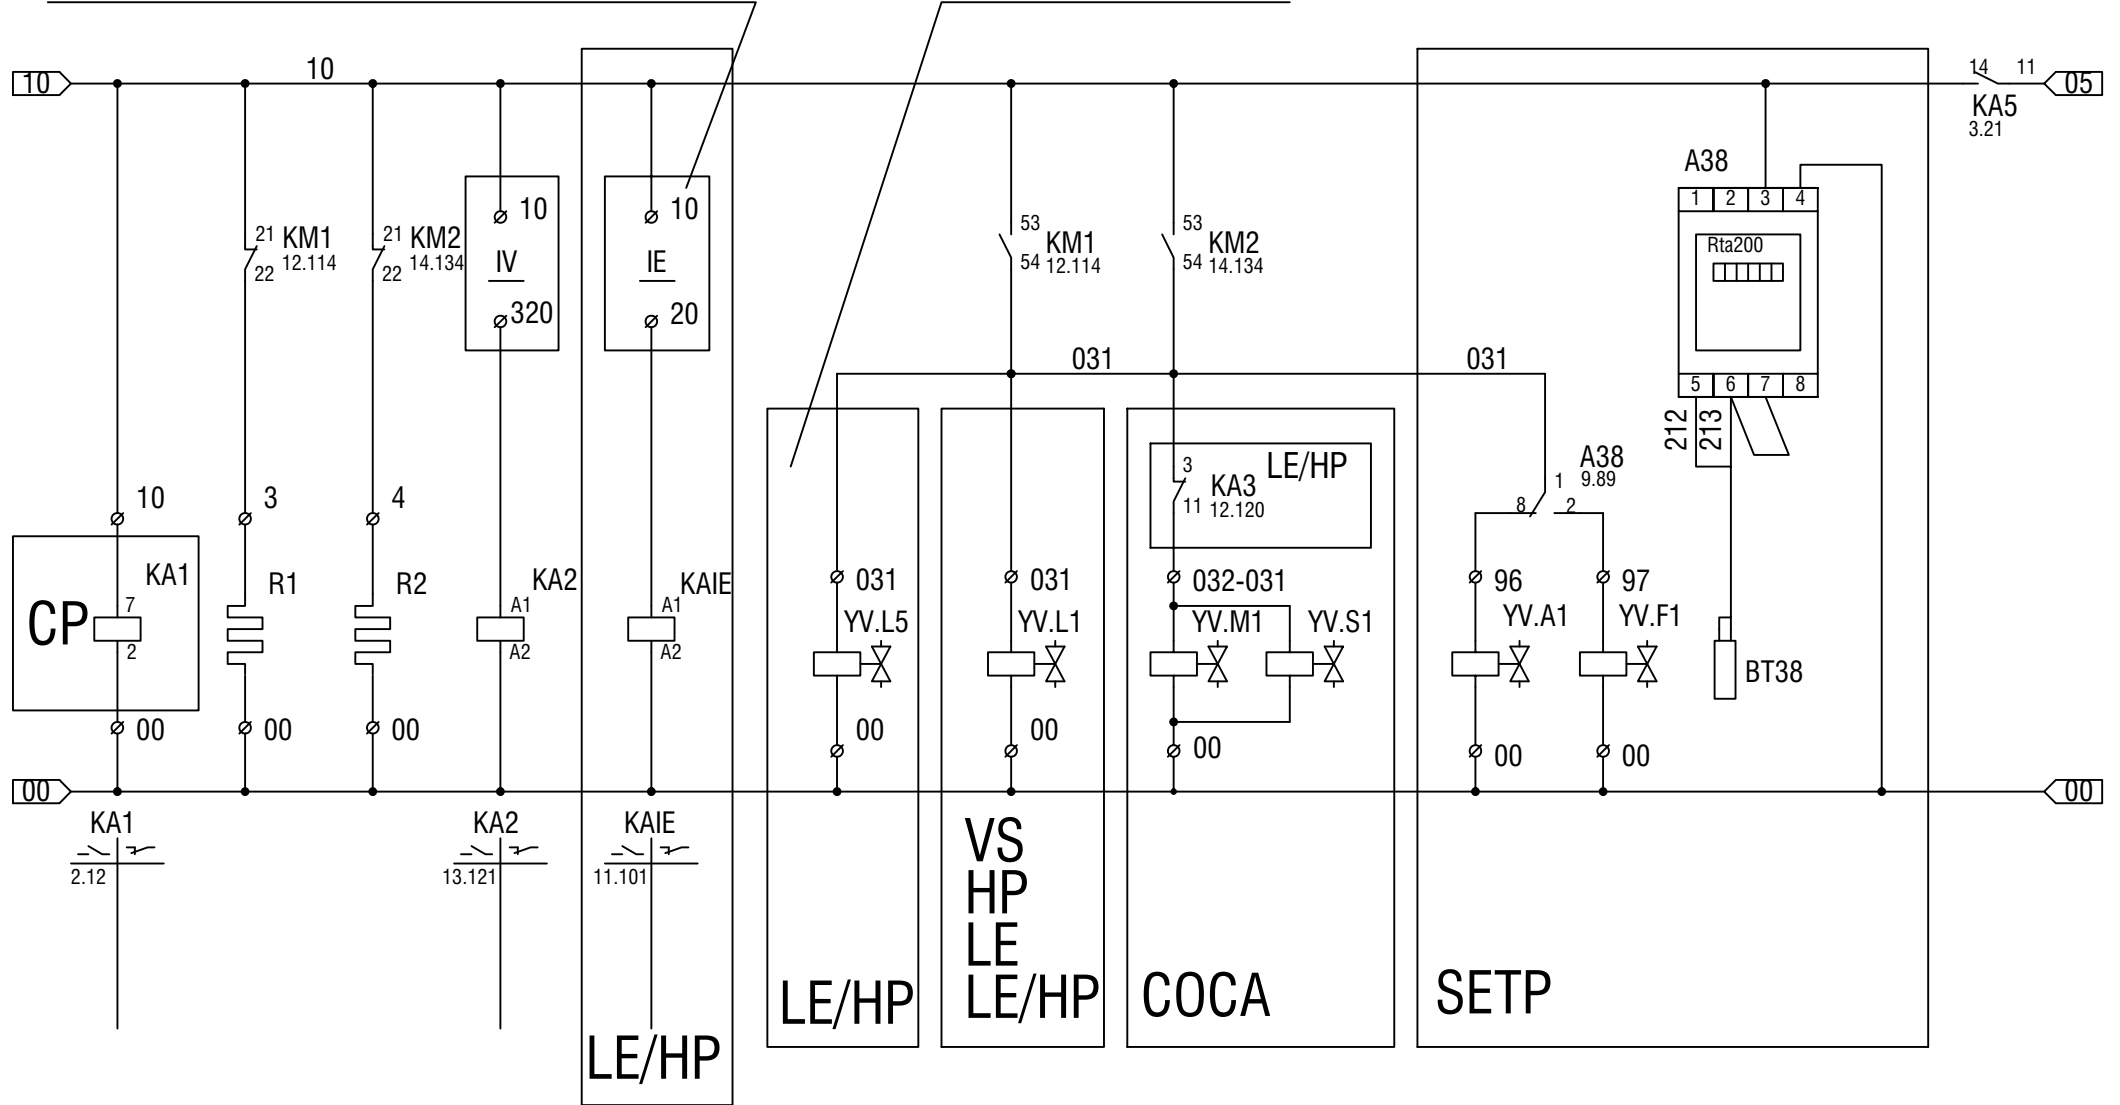 10
10
14 11
05
KA5
3.21
A38
1 2 3 4
Rta200
5 6 7 8
212
213
21 KM1
12.114
22
21 KM2
14.134
22
10
IV
320
10
IE
20
53
KM1
54 12.114
53
KM2
54 14.134
031
031
A38
9.89
1
8
2
LE/HP
3
KA3
11 12.120
10
3
4
CP
KA1
7
2
R1
R2
KA2
A1
A2
KAIE
A1
A2
031
YV.L5
031
YV.L1
032-031
YV.M1
YV.S1
96
YV.A1
97
YV.F1
BT38
00
00
00
00
00
00
00
00
00
00
KA1
2.12
KA2
13.121
KAIE
11.101
LE/HP
LE/HP
VS
HP
LE
LE/HP
COCA
SETP